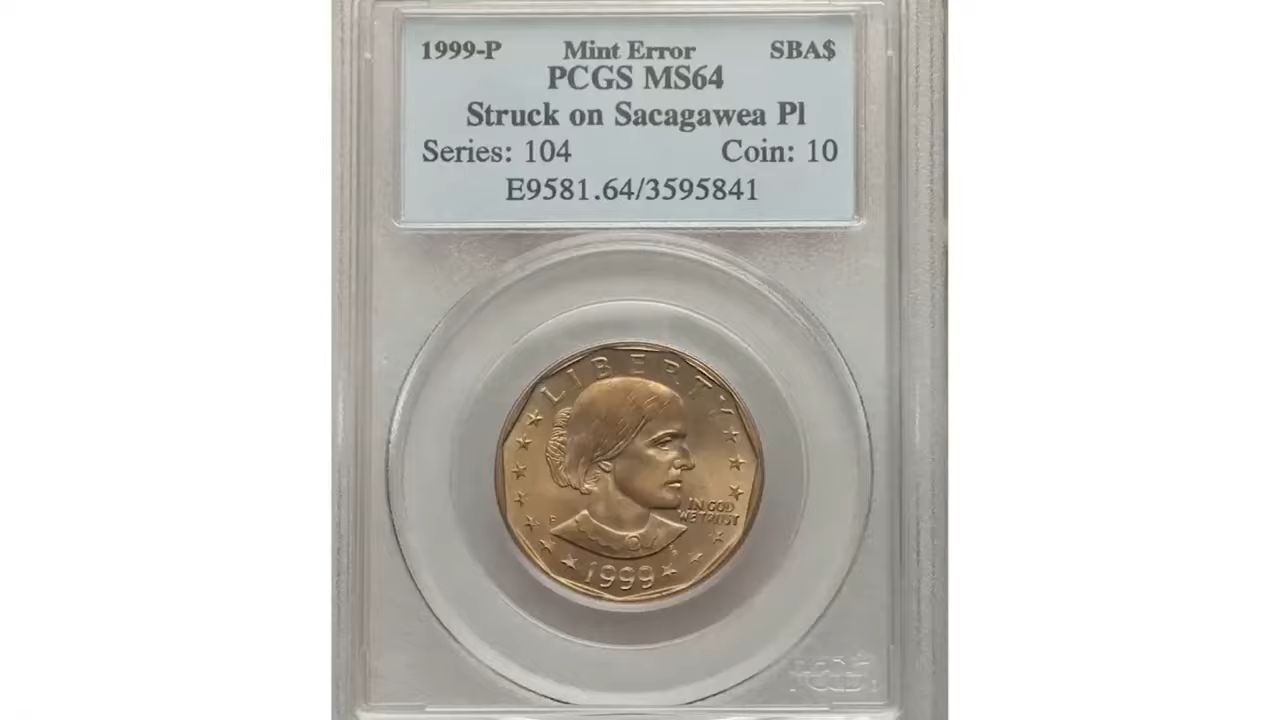 1999-P Mint Error SBA$
PCGS MS64
Struck on Sacagawea Pl
Series: 104 Coin: 10
E9581.64/3595841
LIBERTY
IN GOD
WE TRUST
P
1999
PCGS